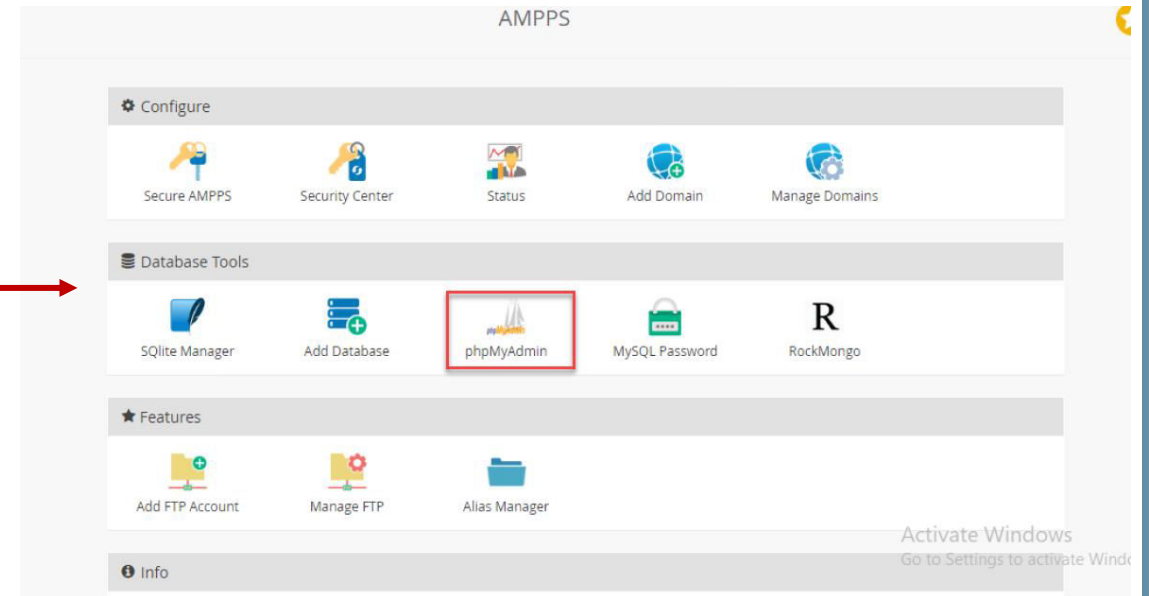 AMPPS
Configure
Secure AMPPS Security Center Status Add Domain Manage Domains
Database Tools
phpMyAdmin
R
SQlite Manager Add Database phpMyAdmin MySQL Password RockMongo
Features
Add FTP Account Manage FTP Alias Manager
Activate Windows
Go to Settings to activate Windo
Info